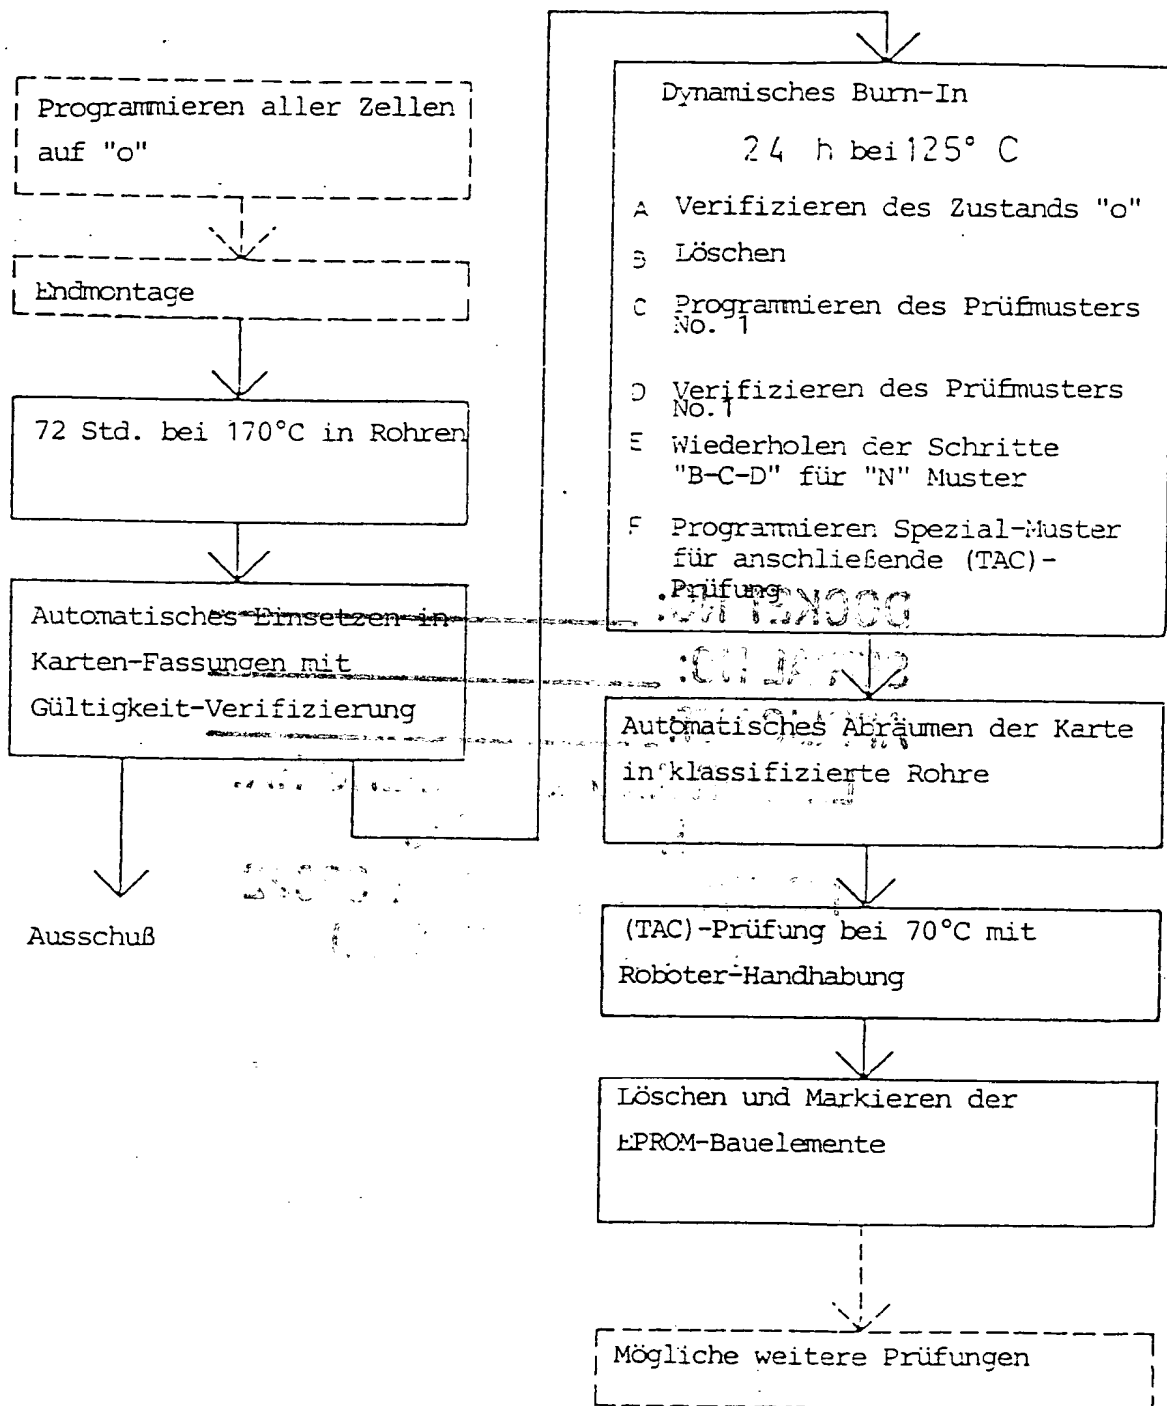 Programmieren aller Zellen
auf "o"
Endmontage
72 Std. bei 170°C in Rohren
Automatisches Einsetzen in
Karten-Fassungen mit
Gültigkeit-Verifizierung
Ausschuß
Dynamisches Burn-In
24 h bei 125° C
A Verifizieren des Zustands "o"
B Löschen
C Programmieren des Prüfmusters
No. 1
D Verifizieren des Prüfmusters
No.1
E Wiederholen der Schritte
"B-C-D" für "N" Muster
F Programmieren Spezial-Muster
für anschließende (TAC)-
Prüfung
Automatisches Abräumen der Karte
in klassifizierte Rohre
(TAC)-Prüfung bei 70°C mit
Roboter-Handhabung
Löschen und Markieren der
EPROM-Bauelemente
Mögliche weitere Prüfungen